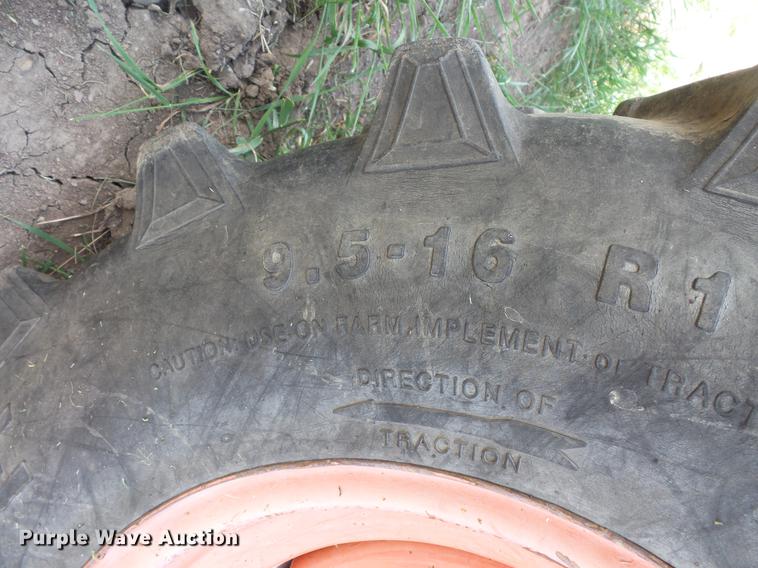 9.5-16 R1
CAUTION: USE ON FARM IMPLEMENT or TRACT
DIRECTION OF
TRACTION
Purple Wave Auction